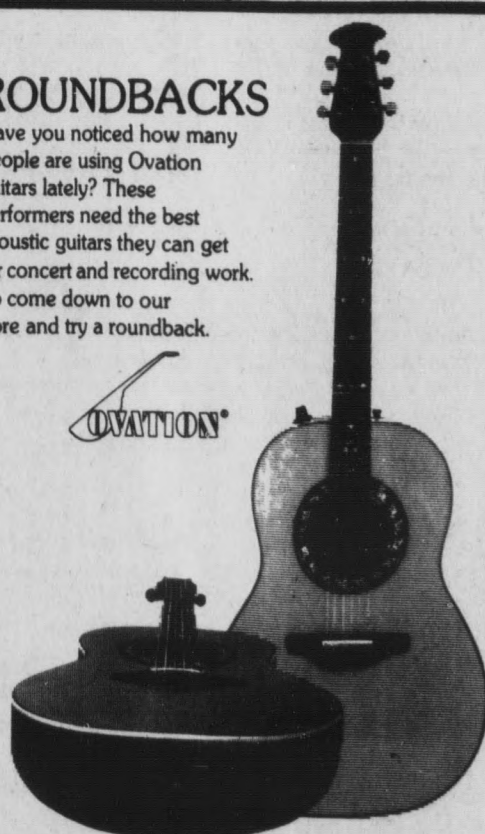 ROUNDBACKS
ave you noticed how many
eople are using Ovation
itars lately? These
rformers need the best
oustic guitars they can get
r concert and recording work.
o come down to our
ore and try a roundback.
OVATION®